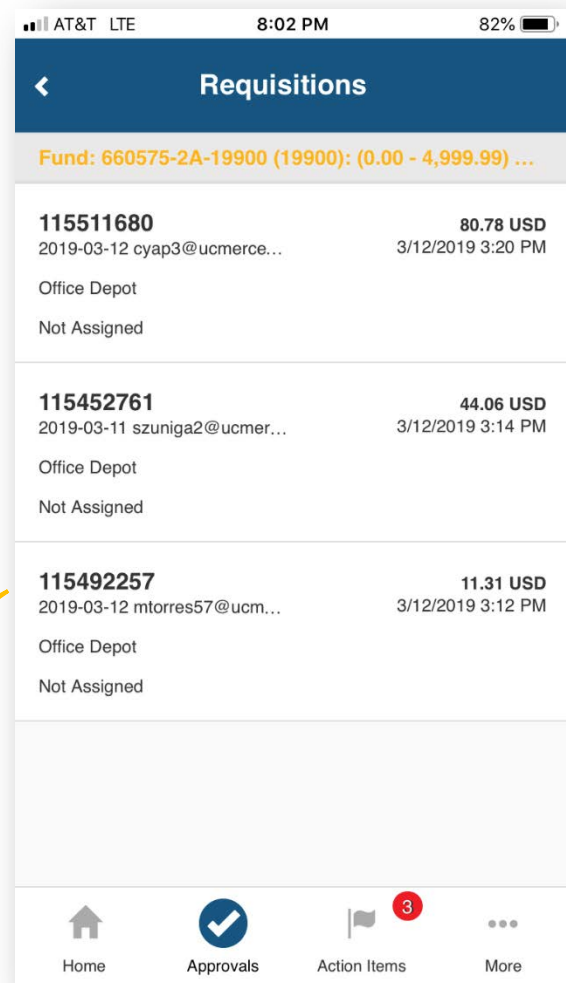 AT&T LTE 8:02 PM 82%
Requisitions
Fund: 660575-2A-19900 (19900): (0.00 - 4,999.99) ...
115511680 80.78 USD
2019-03-12 cyap3@ucmerce... 3/12/2019 3:20 PM
Office Depot
Not Assigned
115452761 44.06 USD
2019-03-11 szuniga2@ucmer... 3/12/2019 3:14 PM
Office Depot
Not Assigned
115492257 11.31 USD
2019-03-12 mtorres57@ucm... 3/12/2019 3:12 PM
Office Depot
Not Assigned
3
Home Approvals Action Items More